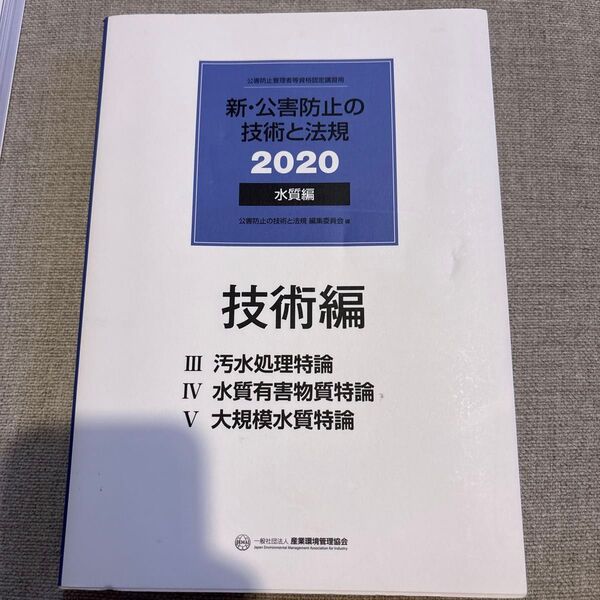 公害防止管理者等資格認定講習用
新・公害防止の
技術と法規
2020
水質編
公害防止の技術と法規 編集委員会 編
技術編
Ⅲ 汚水処理特論
Ⅳ 水質有害物質特論
Ⅴ 大規模水質特論
一般社団法人 産業環境管理協会
Japan Environmental Management Association for Industry